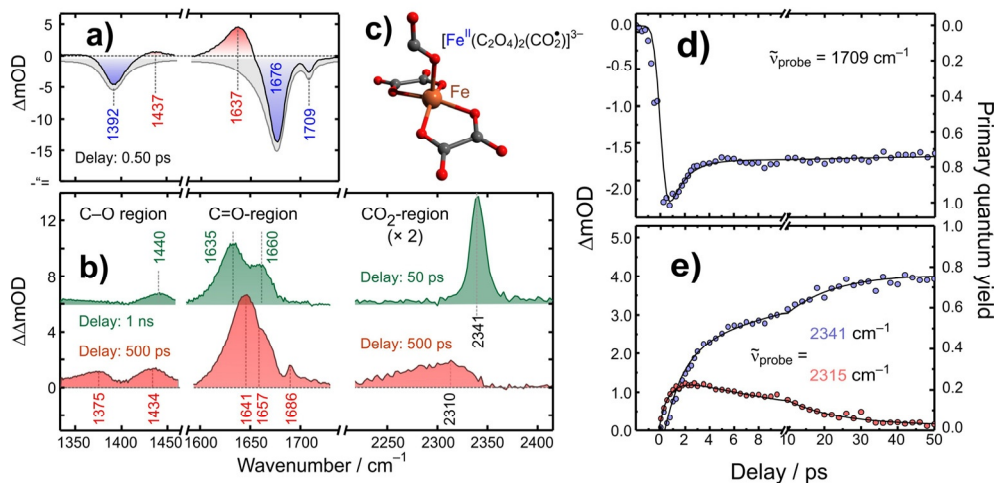 a)
ΔmOD
5
0
-5
-10
-15
1392
1437
1637
1676
1709
Delay: 0.50 ps
c)
[Fe^II(C₂O₄)₂(CO₂^•)]³⁻
Fe
b)
ΔΔmOD
12
8
4
0
C–O region
C=O-region
CO₂-region
(× 2)
1440
1635
1660
Delay: 50 ps
2341
Delay: 1 ns
Delay: 500 ps
Delay: 500 ps
1375
1434
1641
1657
1686
2310
1350 1400 1450 1600 1650 1700 2250 2300 2350 2400
Wavenumber / cm⁻¹
d)
ν̃probe = 1709 cm⁻¹
ΔmOD
0.0
-0.5
-1.0
-1.5
-2.0
0.0
0.2
0.4
0.6
0.8
1.0
Primary quantum yield
e)
5.0
4.0
3.0
2.0
1.0
0.0
1.0
0.8
0.6
0.4
0.2
0.0
2341 cm⁻¹
ν̃probe =
2315 cm⁻¹
-2 0 2 4 6 8 10 20 30 40 50
Delay / ps